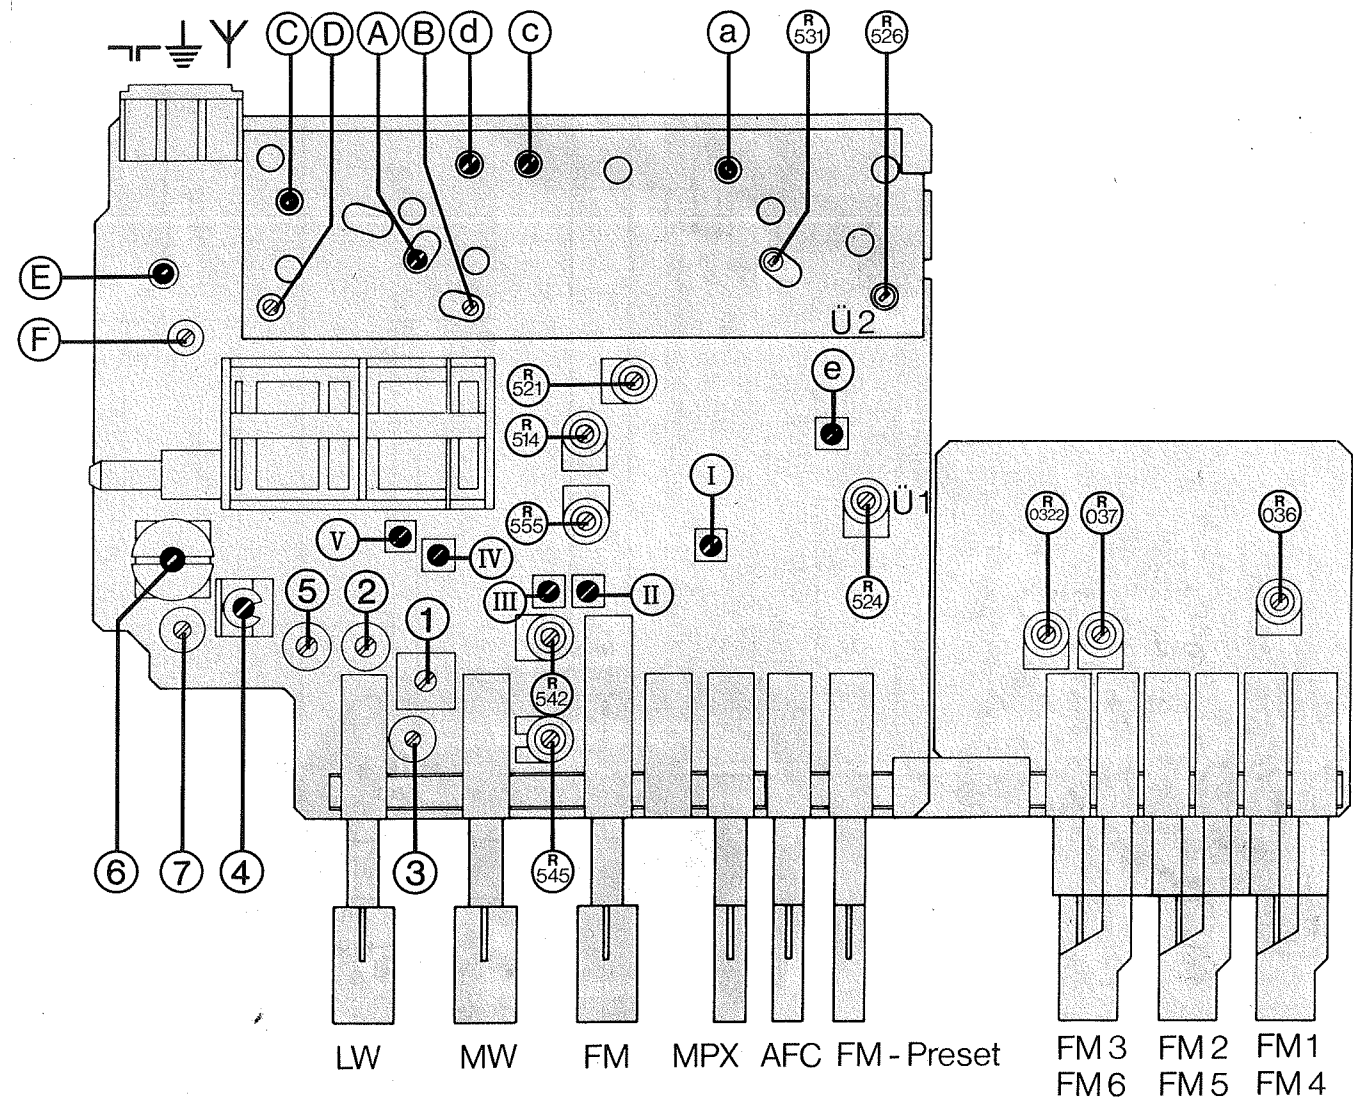 C D A B d c a R 531 R 526
E
F
Ü2
e
R 521
R 514
I
Ü1
R 0322 R 037 R 036
R 555
V IV
III II
R 524
5 2
1
R 542
6 7 4 3 R 545
LW MW FM MPX AFC FM - Preset
FM 3 FM 2 FM 1
FM 6 FM 5 FM 4